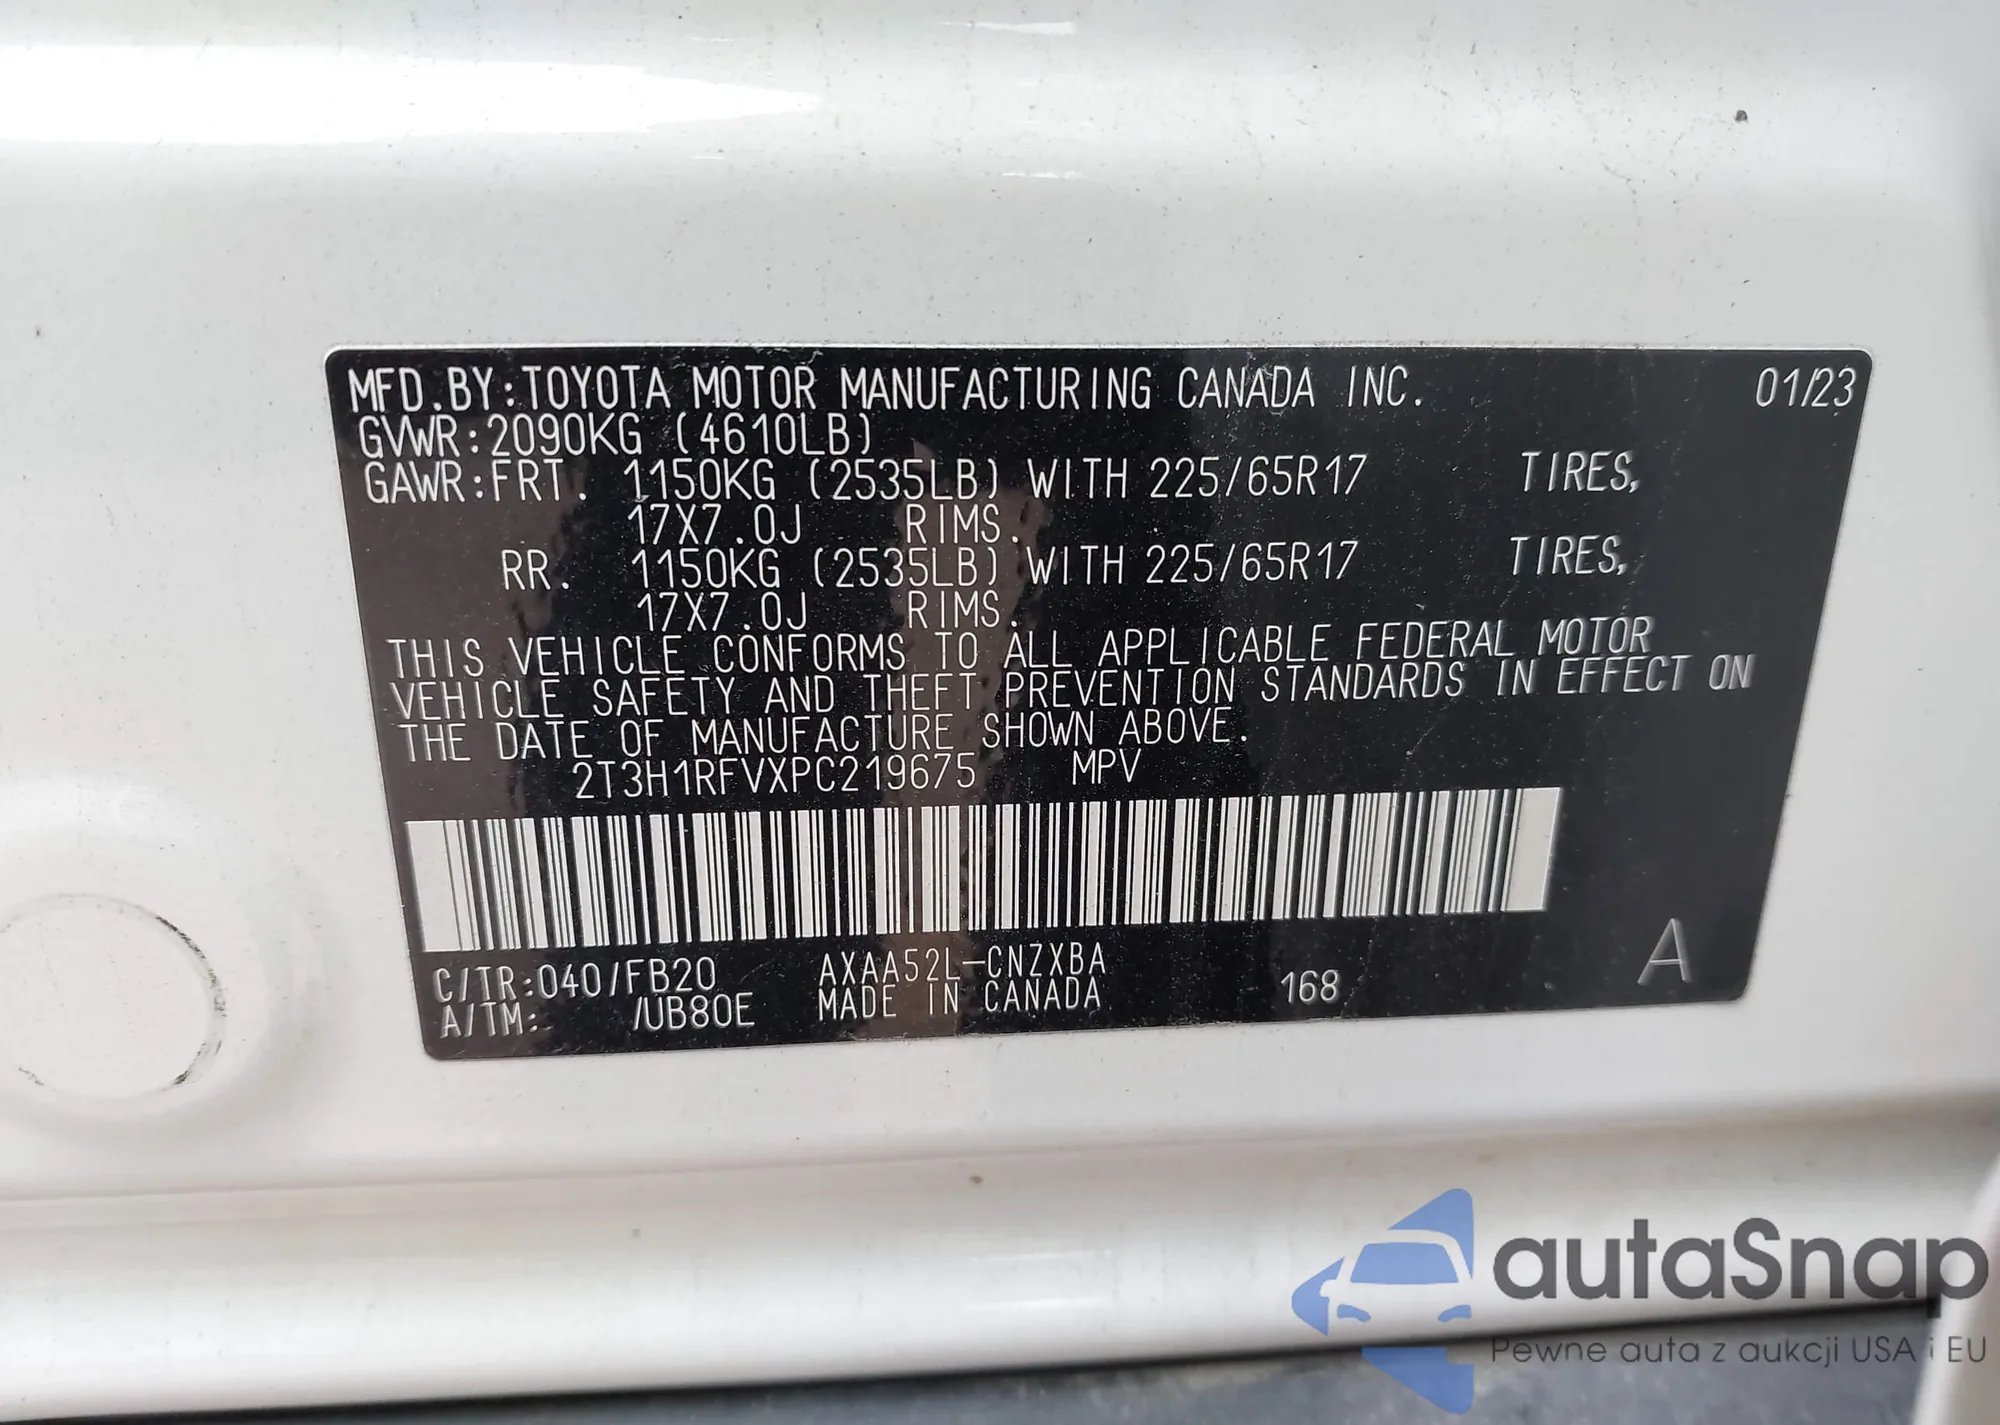 MFD.BY:TOYOTA MOTOR MANUFACTURING CANADA INC. 01/23
GVWR:2090KG (4610LB)
GAWR:FRT. 1150KG (2535LB) WITH 225/65R17 TIRES,
17X7.0J RIMS.
RR. 1150KG (2535LB) WITH 225/65R17 TIRES,
17X7.0J RIMS.
THIS VEHICLE CONFORMS TO ALL APPLICABLE FEDERAL MOTOR
VEHICLE SAFETY AND THEFT PREVENTION STANDARDS IN EFFECT ON
THE DATE OF MANUFACTURE SHOWN ABOVE.
2T3H1RFVXPC219675 MPV
C/TR:040/FB20 AXAA52L-CNZXBA
A/TM: /UB80E MADE IN CANADA 168 A
autaSnap
Pewne auta z aukcji USA i EU